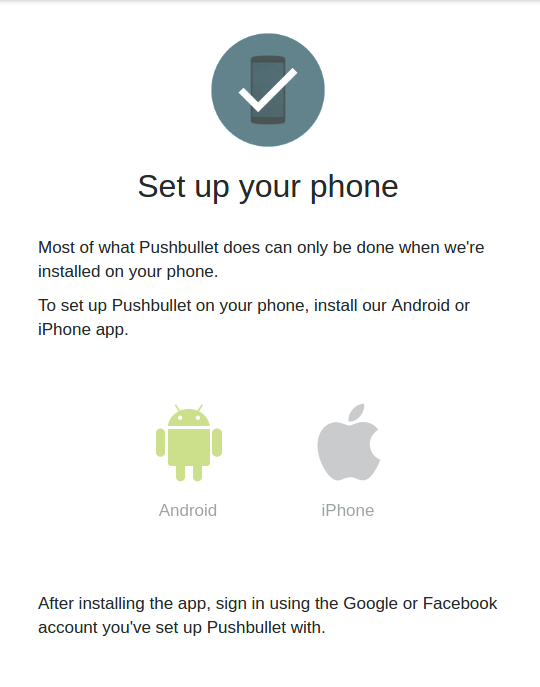 Set up your phone
Most of what Pushbullet does can only be done when we're
installed on your phone.
To set up Pushbullet on your phone, install our Android or
iPhone app.
Android
iPhone
After installing the app, sign in using the Google or Facebook
account you've set up Pushbullet with.